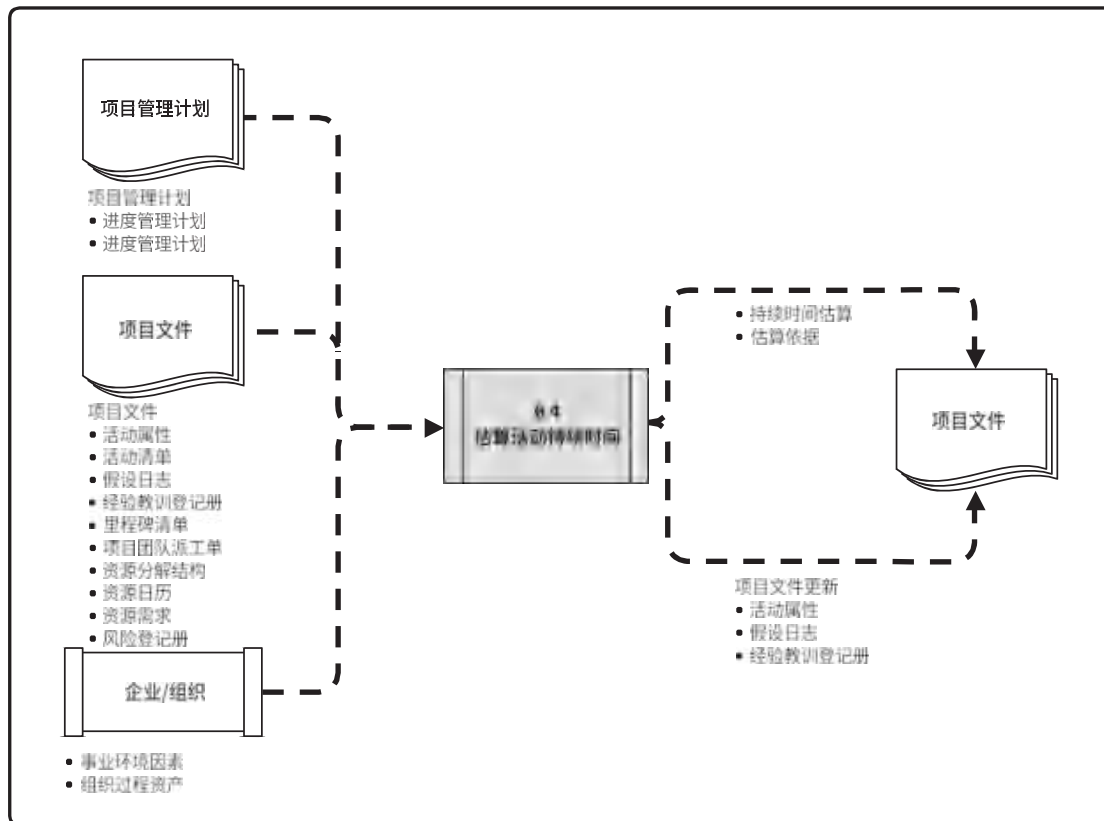 项目管理计划
项目管理计划
• 进度管理计划
• 进度管理计划
项目文件
项目文件
• 活动属性
• 活动清单
• 假设日志
• 经验教训登记册
• 里程碑清单
• 项目团队派工单
• 资源分解结构
• 资源日历
• 资源需求
• 风险登记册
企业/组织
• 事业环境因素
• 组织过程资产
• 持续时间估算
• 估算依据
项目文件
项目文件更新
• 活动属性
• 假设日志
• 经验教训登记册